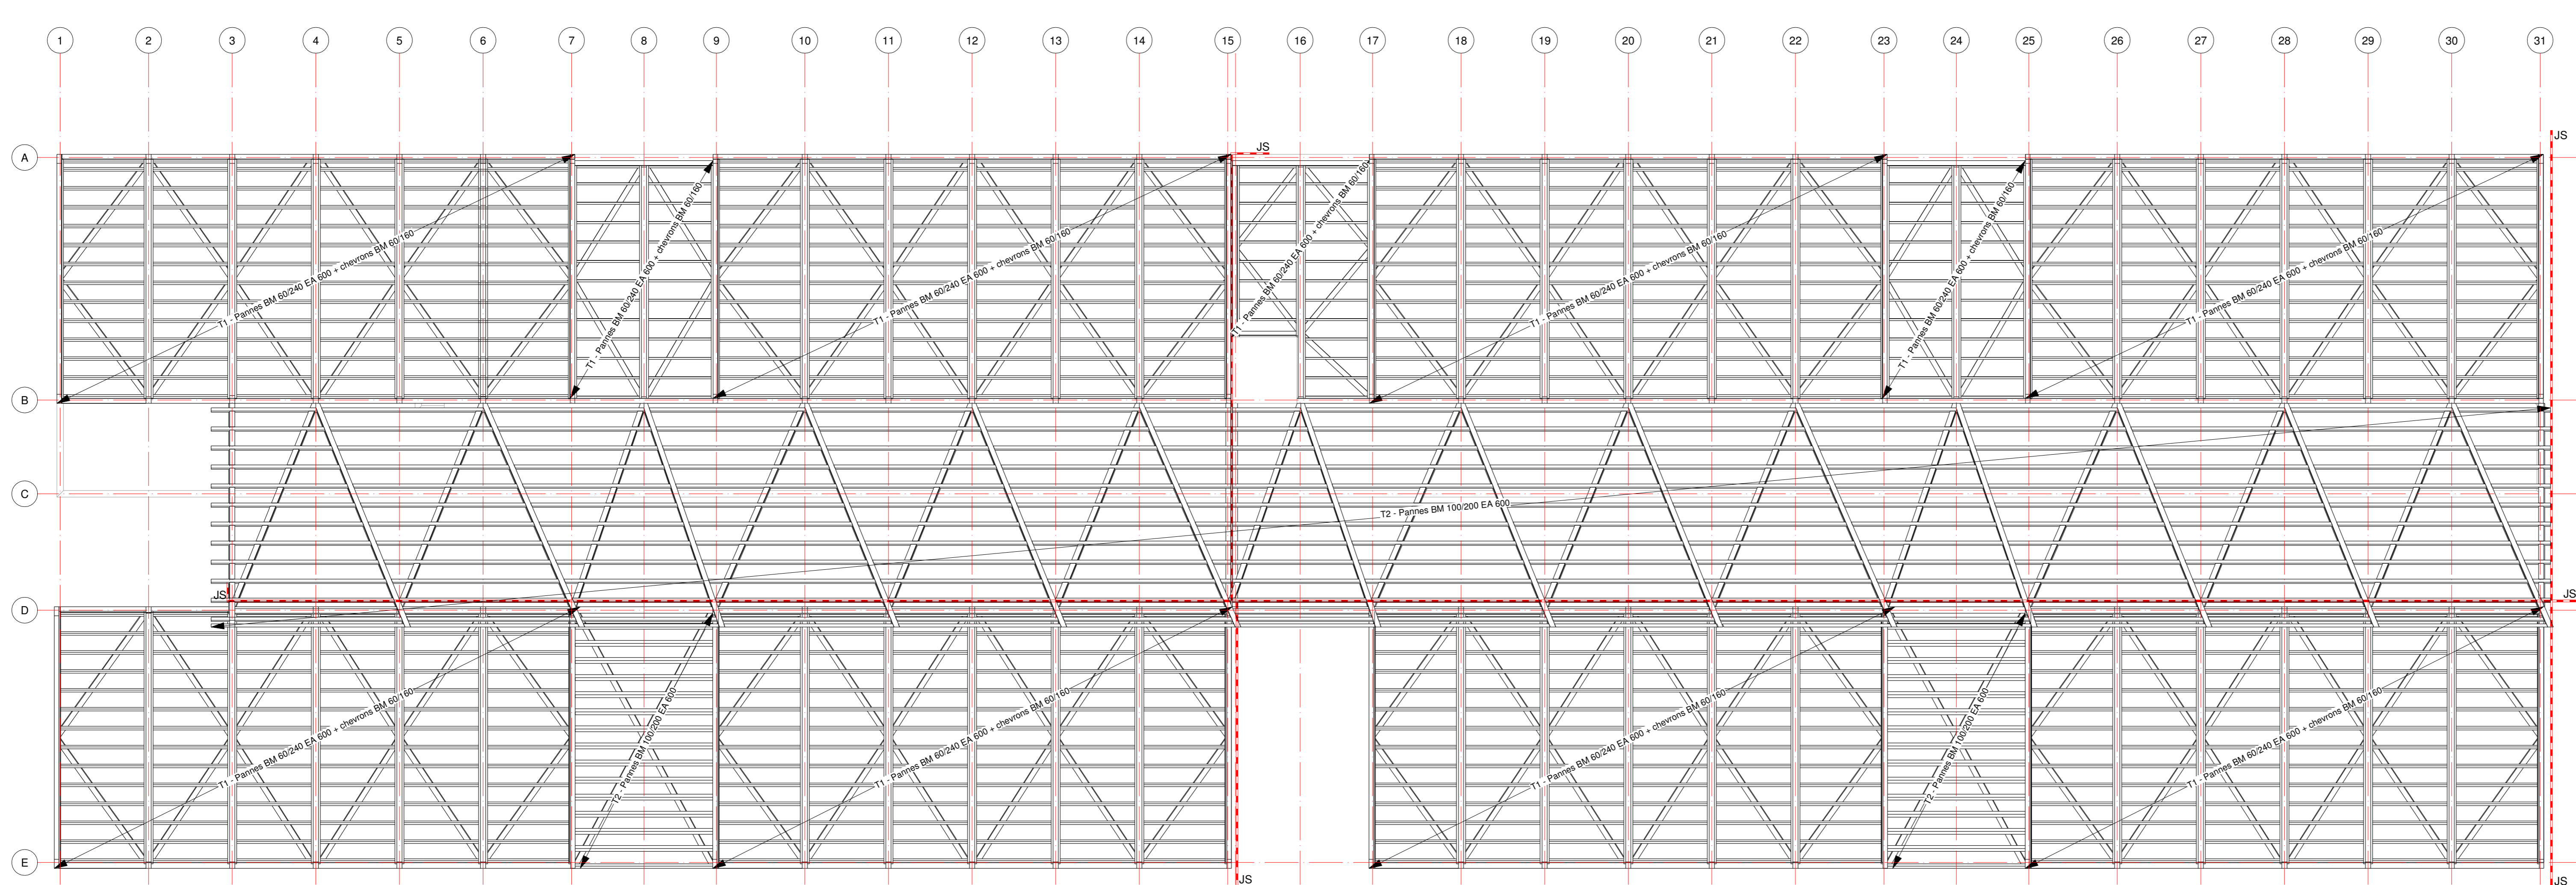 1 2 3 4 5 6 7 8 9 10 11 12 13 14 15 16 17 18 19 20 21 22 23 24 25 26 27 28 29 30 31
JS
JS
A
T1 - Pannes BM 60/240 EA 600 + chevrons BM 60/160
T1 - Pannes BM 60/240 EA 600 + chevrons BM 60/160
T1 - Pannes BM 60/240 EA 600 + chevrons BM 60/160
T1 - Pannes BM 60/240 EA 600 + chevrons BM 60/160
T1 - Pannes BM 60/240 EA 600 + chevrons BM 60/160
T1 - Pannes BM 60/240 EA 600 + chevrons BM 60/160
T1 - Pannes BM 60/240 EA 600 + chevrons BM 60/160
B
C
T2 - Pannes BM 100/200 EA 600
JS
JS
D
T1 - Pannes BM 60/240 EA 600 + chevrons BM 60/160
T2 - Pannes BM 100/200 EA 600
T1 - Pannes BM 60/240 EA 600 + chevrons BM 60/160
T1 - Pannes BM 60/240 EA 600 + chevrons BM 60/160
T2 - Pannes BM 100/200 EA 600
T1 - Pannes BM 60/240 EA 600 + chevrons BM 60/160
E
JS
JS